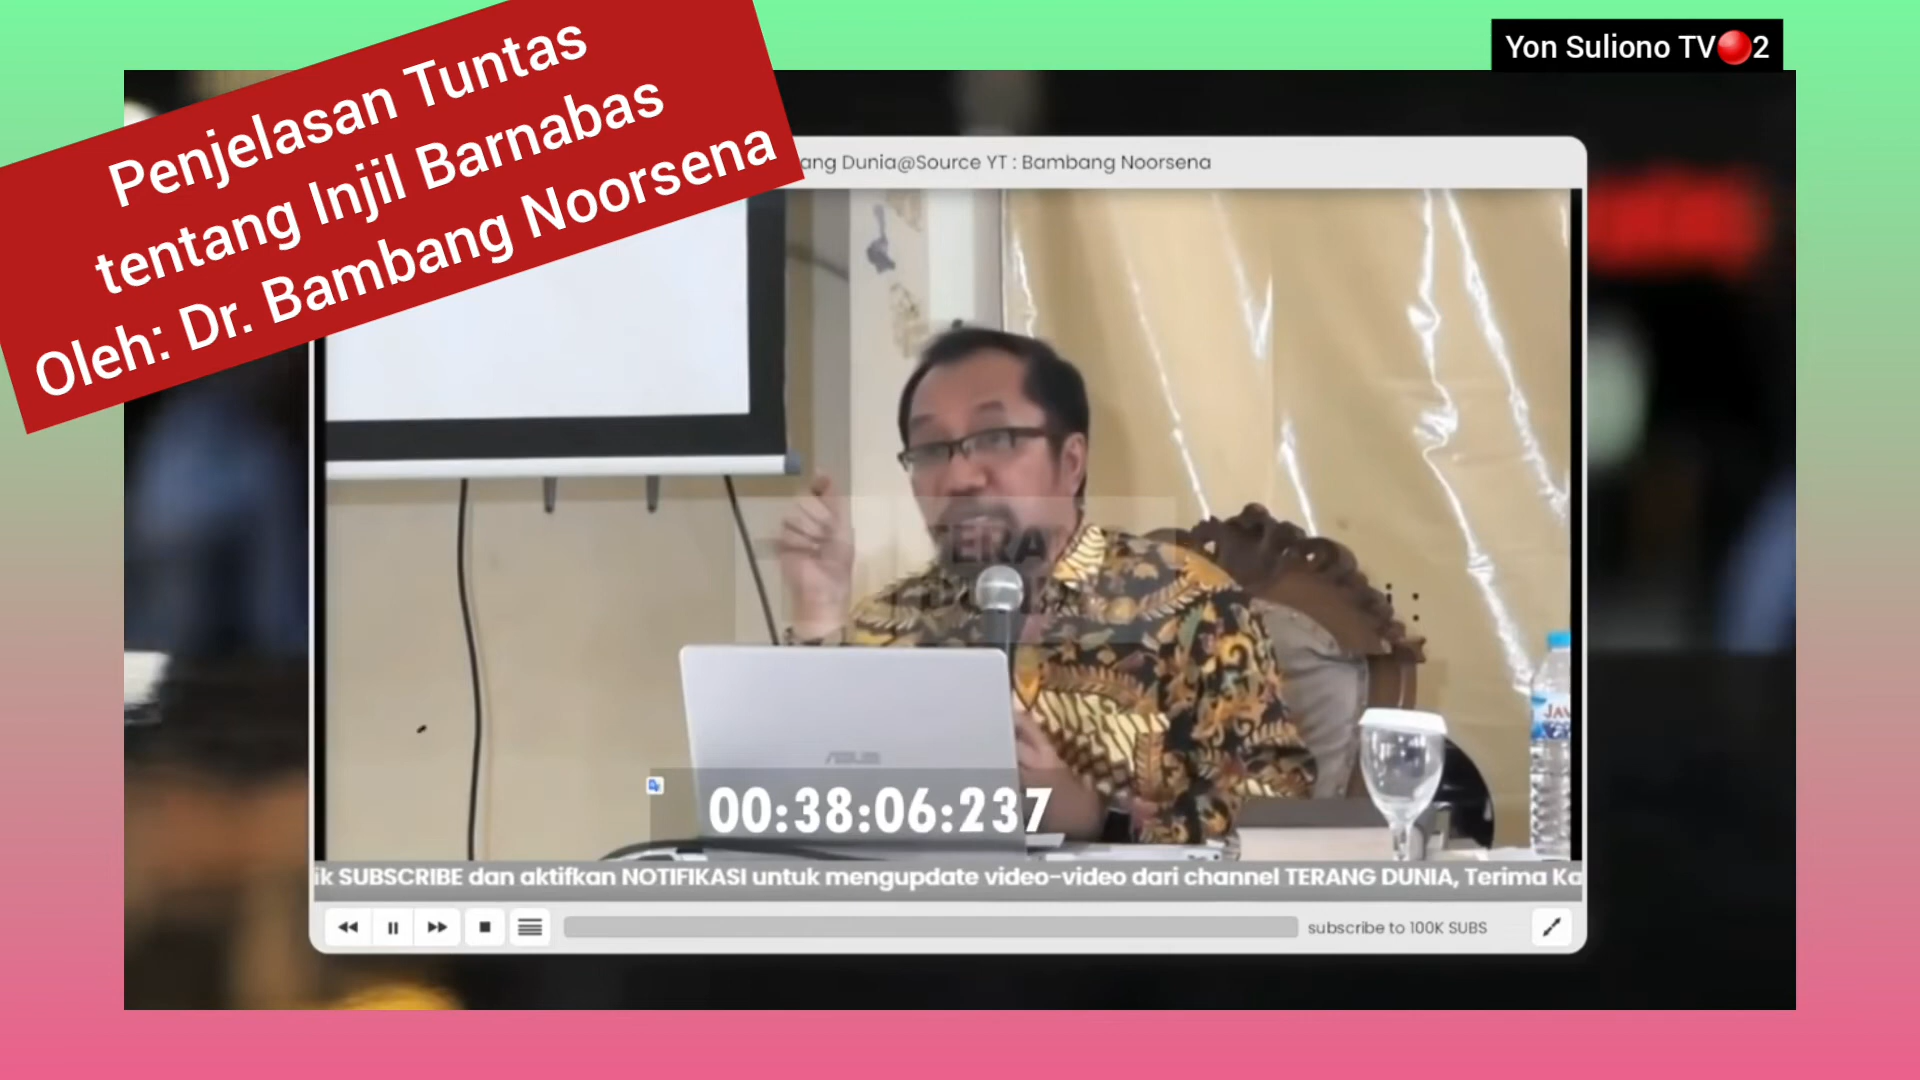 Penjelasan Tuntas
tentang Injil Barnabas
Oleh: Dr. Bambang Noorsena
Yon Suliono TV🔴2
ang Dunia@Source YT : Bambang Noorsena
TERA
ASUS
00:38:06:237
ik SUBSCRIBE dan aktifkan NOTIFIKASI untuk mengupdate video-video dari channel TERANG DUNIA, Terima Ka
subscribe to 100K SUBS